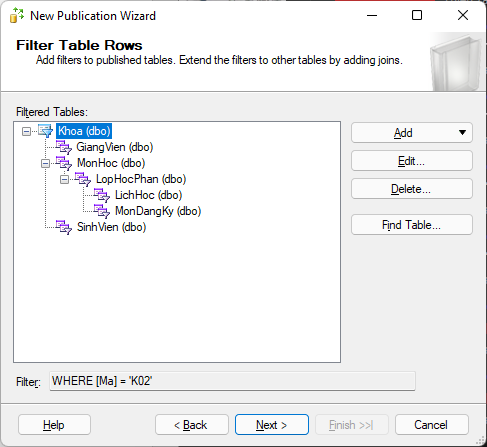 New Publication Wizard
Filter Table Rows
Add filters to published tables. Extend the filters to other tables by adding joins.
Filtered Tables:
Khoa (dbo)
GiangVien (dbo)
MonHoc (dbo)
LopHocPhan (dbo)
LichHoc (dbo)
MonDangKy (dbo)
SinhVien (dbo)
Add
Edit...
Delete...
Find Table...
Filter:
WHERE [Ma] = 'K02'
Help
< Back
Next >
Finish >>|
Cancel